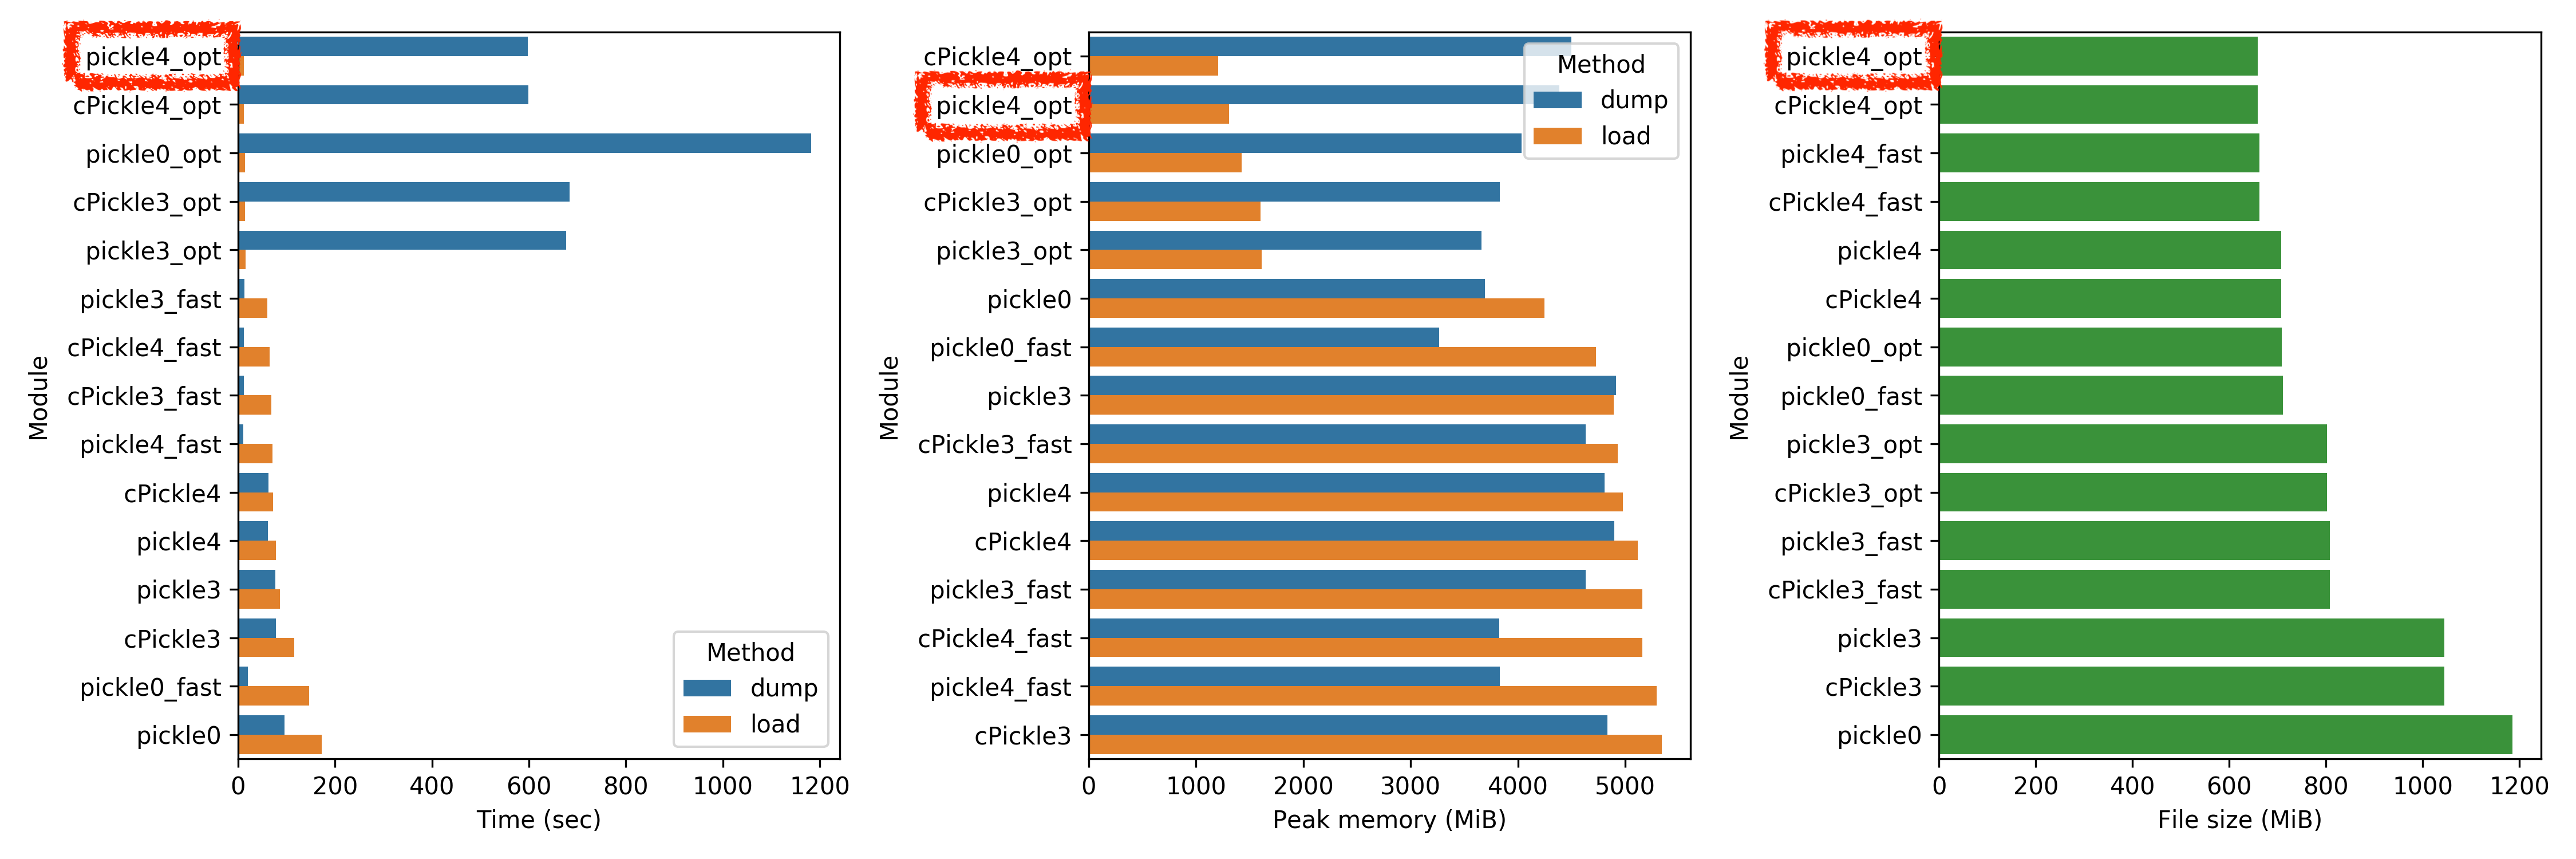 pickle4_opt
cPickle4_opt
pickle0_opt
cPickle3_opt
pickle3_opt
pickle3_fast
cPickle4_fast
cPickle3_fast
pickle4_fast
cPickle4
pickle4
pickle3
cPickle3
pickle0_fast
pickle0
Module
Method
dump
load
0 200 400 600 800 1000 1200
Time (sec)
cPickle4_opt
pickle4_opt
pickle0_opt
cPickle3_opt
pickle3_opt
pickle0
pickle0_fast
pickle3
cPickle3_fast
pickle4
cPickle4
pickle3_fast
cPickle4_fast
pickle4_fast
cPickle3
Module
Method
dump
load
0 1000 2000 3000 4000 5000
Peak memory (MiB)
pickle4_opt
cPickle4_opt
pickle4_fast
cPickle4_fast
pickle4
cPickle4
pickle0_opt
pickle0_fast
pickle3_opt
cPickle3_opt
pickle3_fast
cPickle3_fast
pickle3
cPickle3
pickle0
Module
0 200 400 600 800 1000 1200
File size (MiB)